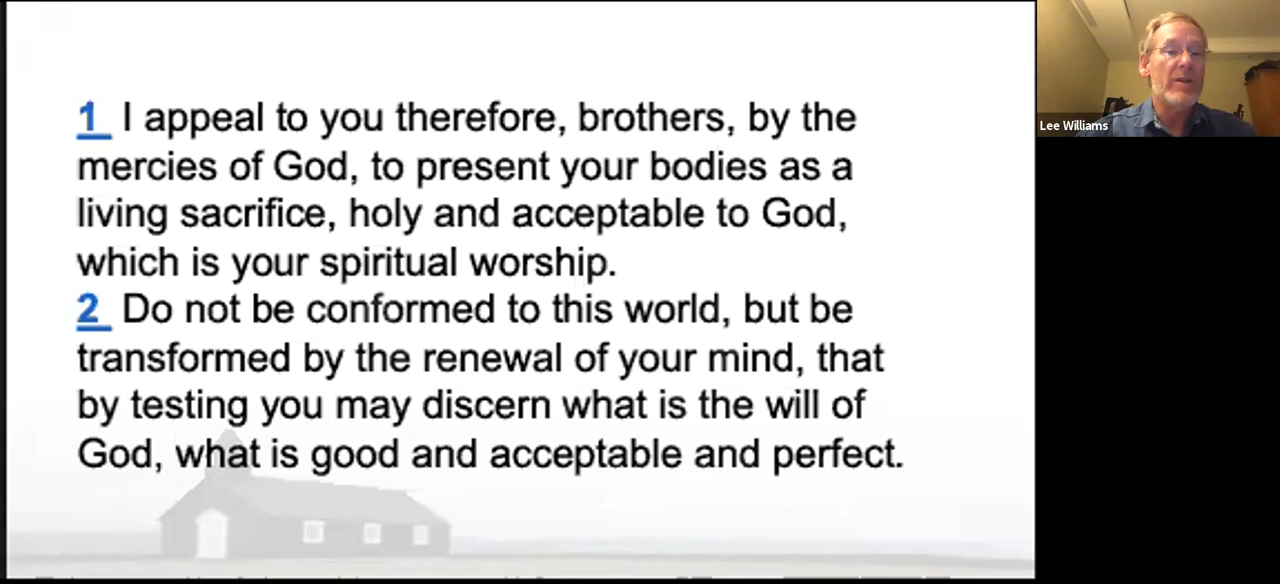 1 I appeal to you therefore, brothers, by the
mercies of God, to present your bodies as a
living sacrifice, holy and acceptable to God,
which is your spiritual worship.
2 Do not be conformed to this world, but be
transformed by the renewal of your mind, that
by testing you may discern what is the will of
God, what is good and acceptable and perfect.
Lee Williams